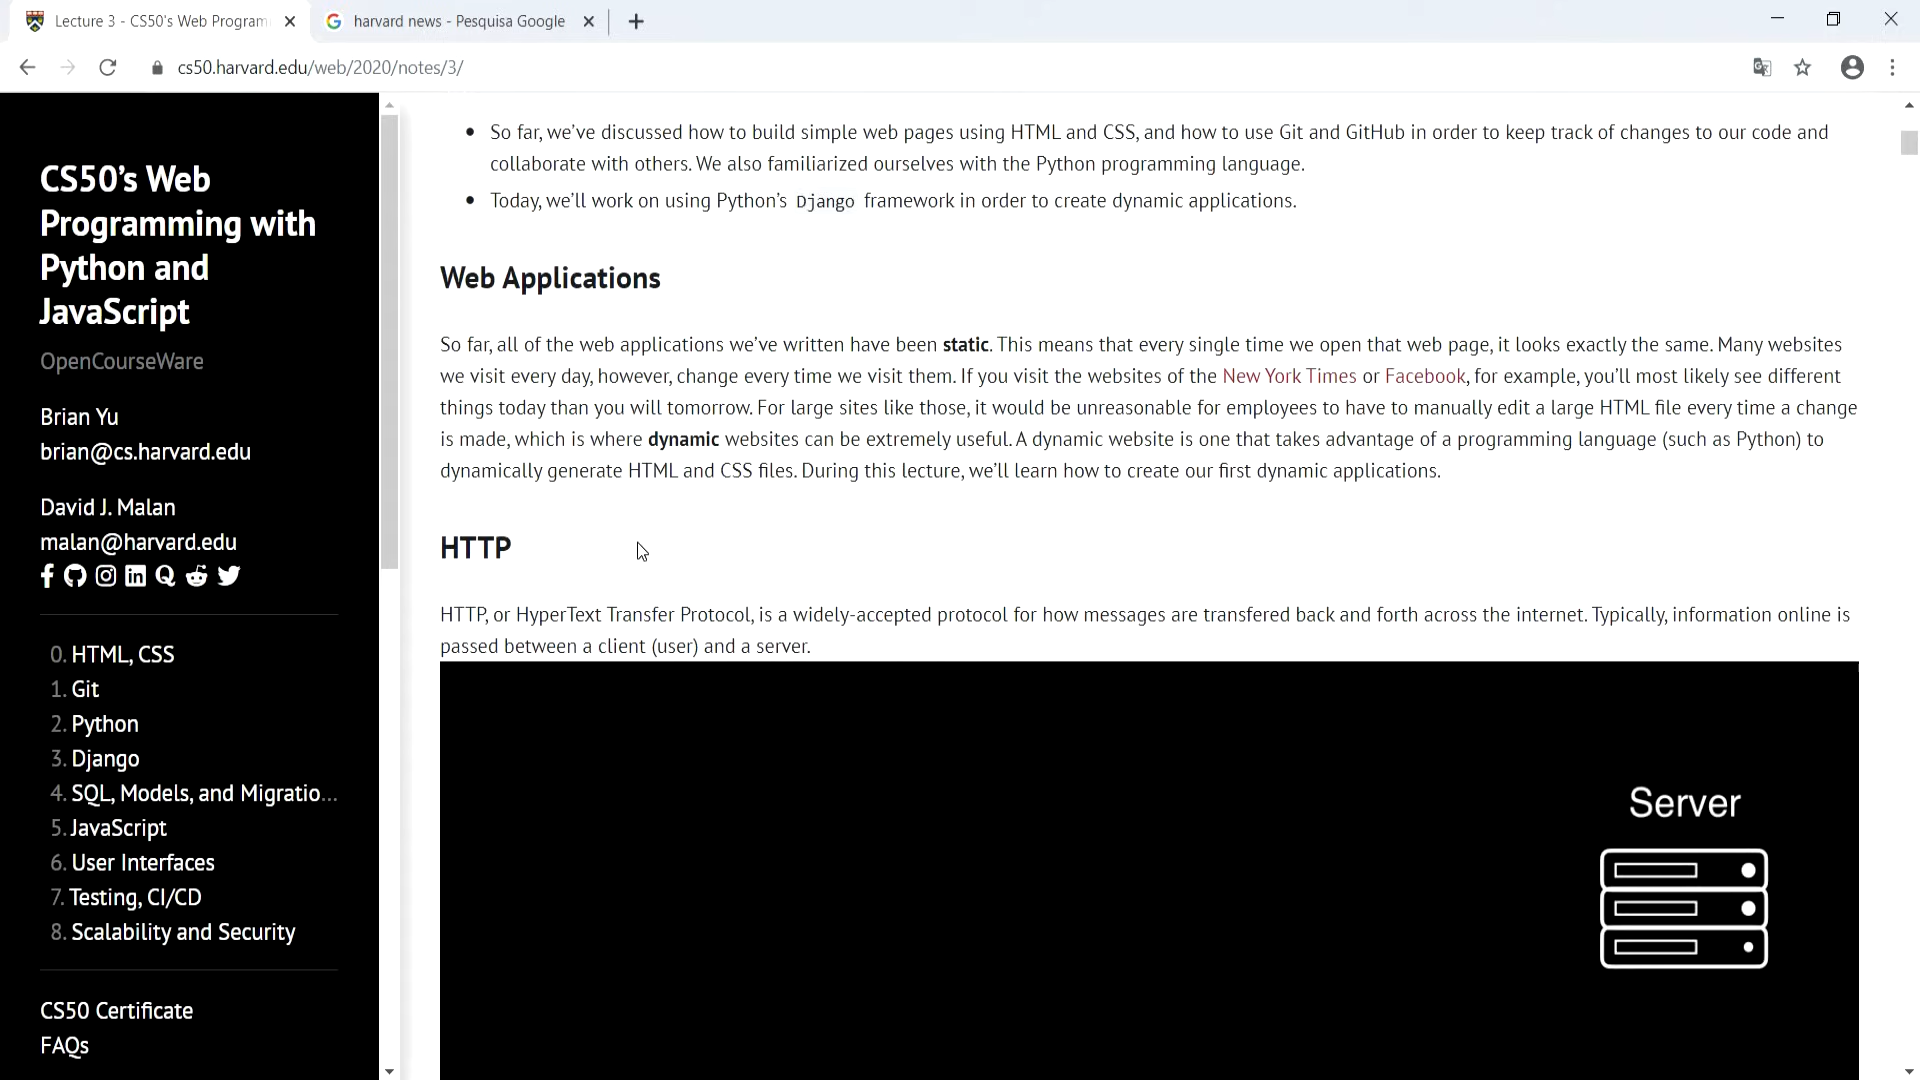 Lecture 3 - CS50's Web Program
harvard news - Pesquisa Google
cs50.harvard.edu/web/2020/notes/3/
CS50’s Web
Programming with
Python and
JavaScript
OpenCourseWare
Brian Yu
brian@cs.harvard.edu
David J. Malan
malan@harvard.edu
0. HTML, CSS
1. Git
2. Python
3. Django
4. SQL, Models, and Migratio...
5. JavaScript
6. User Interfaces
7. Testing, CI/CD
8. Scalability and Security
CS50 Certificate
FAQs
• So far, we’ve discussed how to build simple web pages using HTML and CSS, and how to use Git and GitHub in order to keep track of changes to our code and
collaborate with others. We also familiarized ourselves with the Python programming language.
• Today, we’ll work on using Python’s Django framework in order to create dynamic applications.
Web Applications
So far, all of the web applications we’ve written have been static. This means that every single time we open that web page, it looks exactly the same. Many websites
we visit every day, however, change every time we visit them. If you visit the websites of the New York Times or Facebook, for example, you’ll most likely see different
things today than you will tomorrow. For large sites like those, it would be unreasonable for employees to have to manually edit a large HTML file every time a change
is made, which is where dynamic websites can be extremely useful. A dynamic website is one that takes advantage of a programming language (such as Python) to
dynamically generate HTML and CSS files. During this lecture, we’ll learn how to create our first dynamic applications.
HTTP
HTTP, or HyperText Transfer Protocol, is a widely-accepted protocol for how messages are transfered back and forth across the internet. Typically, information online is
passed between a client (user) and a server.
Server